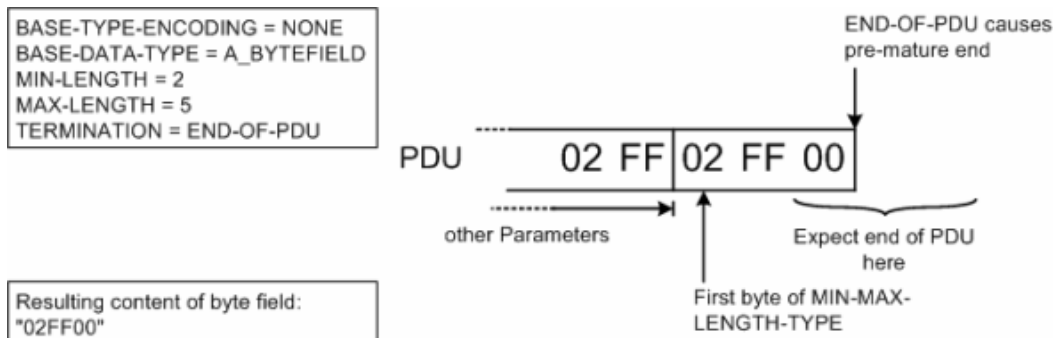 BASE-TYPE-ENCODING = NONE
BASE-DATA-TYPE = A_BYTEFIELD
MIN-LENGTH = 2
MAX-LENGTH = 5
TERMINATION = END-OF-PDU
END-OF-PDU causes
pre-mature end
PDU 02 FF 02 FF 00
other Parameters
Expect end of PDU
here
First byte of MIN-MAX-
LENGTH-TYPE
Resulting content of byte field:
"02FF00"